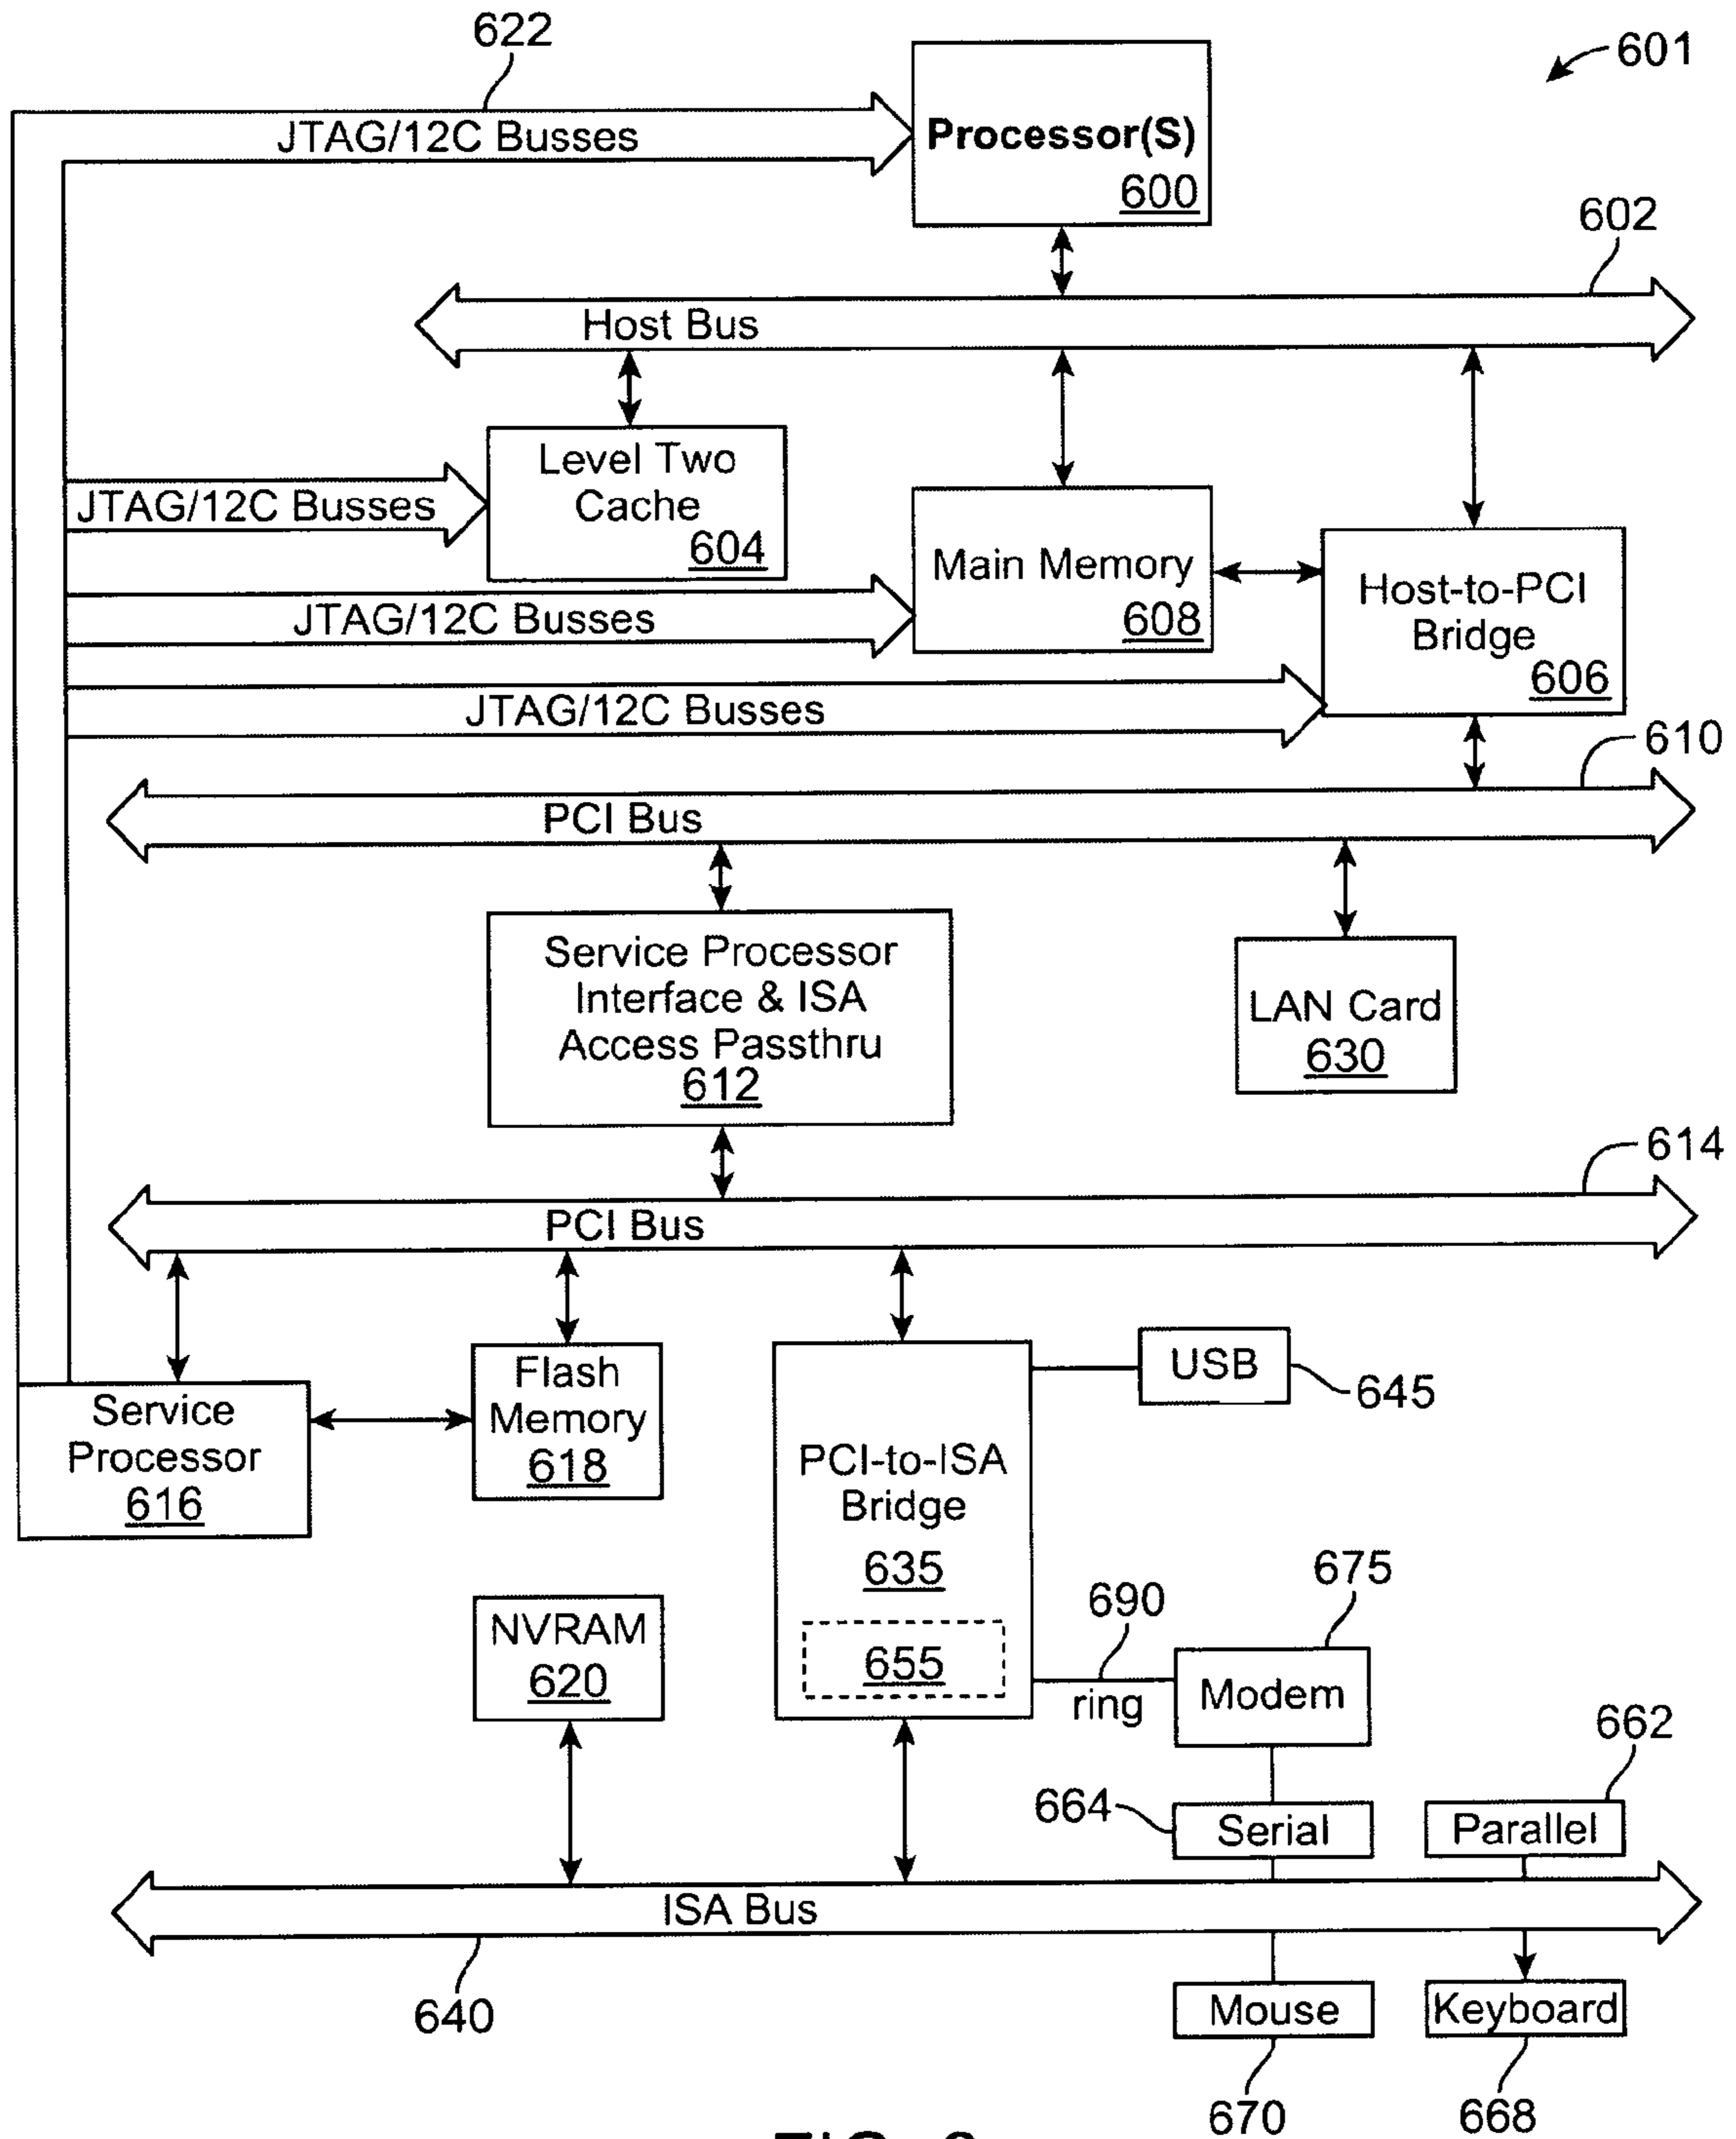 622
601
JTAG/12C Busses
Processor(S)
600
602
Host Bus
Level Two
Cache
604
JTAG/12C Busses
Main Memory
608
Host-to-PCI
Bridge
606
JTAG/12C Busses
JTAG/12C Busses
610
PCI Bus
Service Processor
Interface & ISA
Access Passthru
612
LAN Card
630
614
PCI Bus
Service
Processor
616
Flash
Memory
618
USB
645
PCI-to-ISA
Bridge
635
655
NVRAM
620
690
ring
675
Modem
662
664
Serial
Parallel
ISA Bus
640
Mouse
Keyboard
670
668